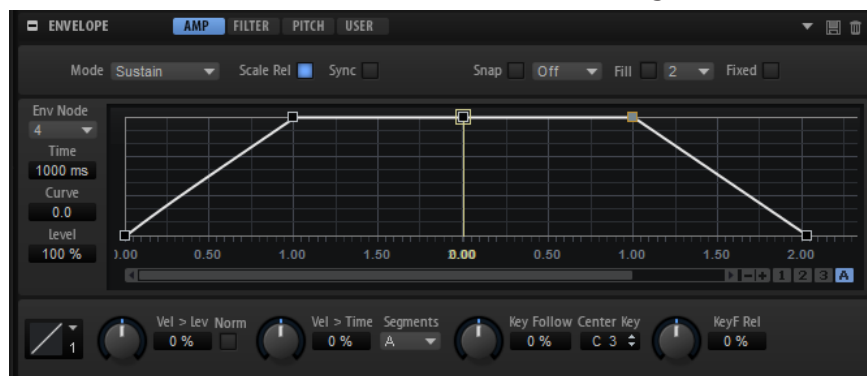 ENVELOPE AMP FILTER PITCH USER
Mode Sustain Scale Rel Sync Snap Off Fill 2 Fixed
Env Node
4
Time
1000 ms
Curve
0.0
Level
100 %
0.00 0.50 1.00 1.50 0.00 0.50 1.00 1.50 2.00
- + 1 2 3 A
Vel > Lev Norm Vel > Time Segments Key Follow Center Key KeyF Rel
1 0 % 0 % A 0 % C 3 0 %